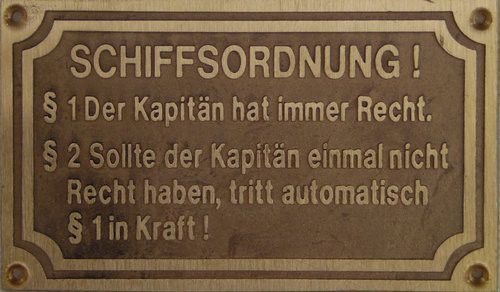 SCHIFFSORDNUNG !
§ 1 Der Kapitän hat immer Recht.
§ 2 Sollte der Kapitän einmal nicht
Recht haben, tritt automatisch
§ 1 in Kraft !